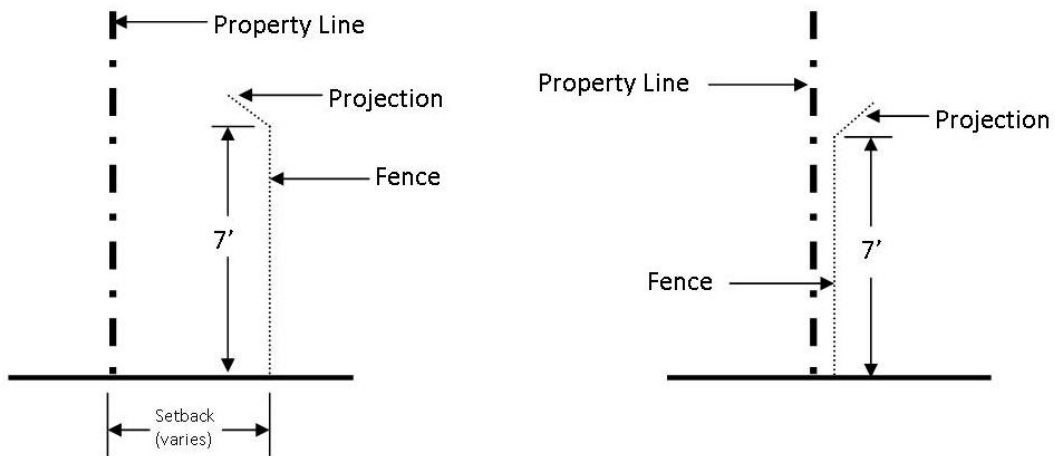 Property Line
Projection
Fence
7’
Setback
(varies)
Property Line
Projection
7’
Fence